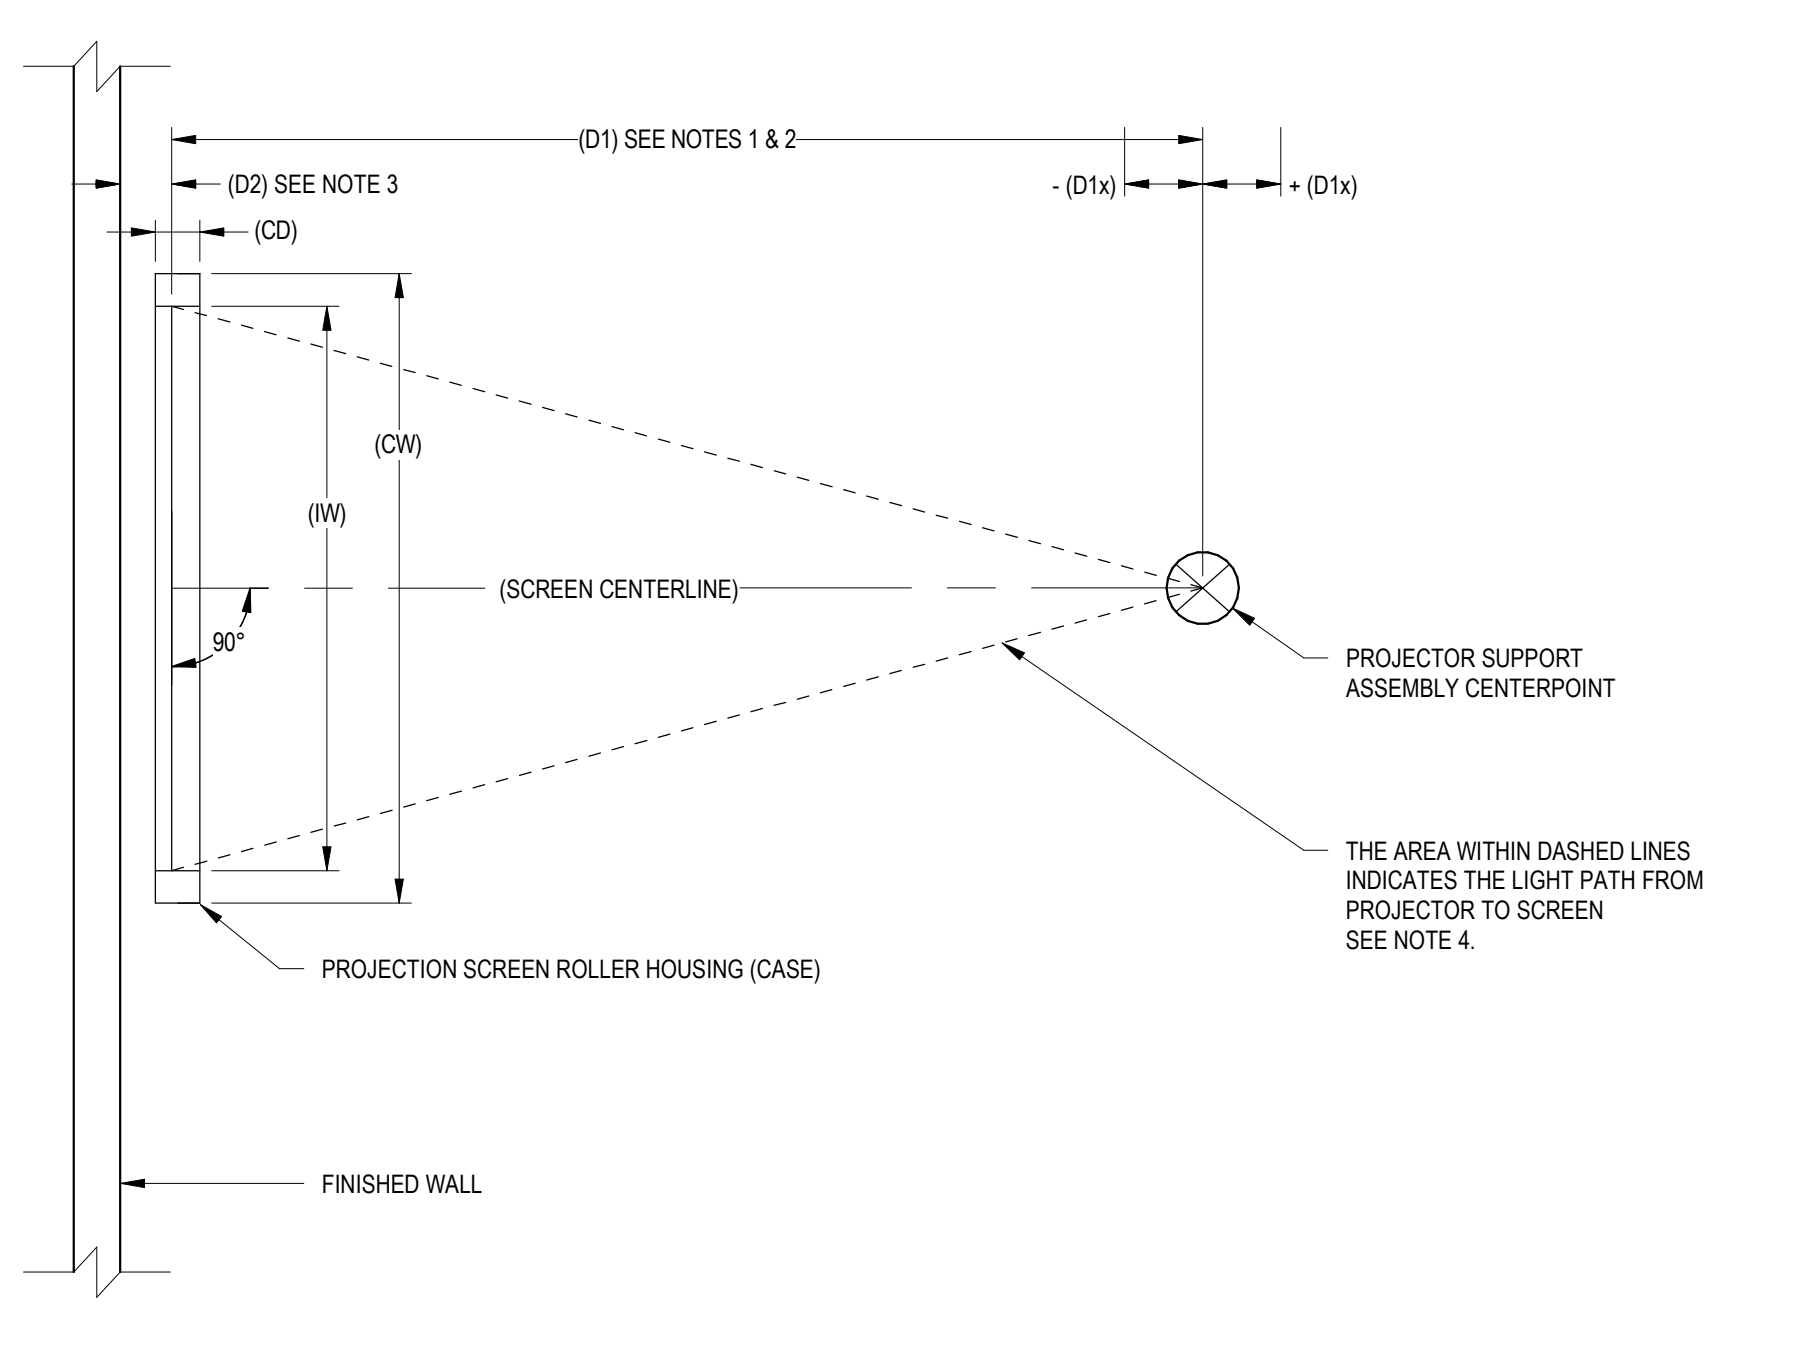 (D1) SEE NOTES 1 & 2
(D2) SEE NOTE 3
- (D1x)
+ (D1x)
(CD)
(CW)
(IW)
(SCREEN CENTERLINE)
90°
PROJECTOR SUPPORT
ASSEMBLY CENTERPOINT
THE AREA WITHIN DASHED LINES
INDICATES THE LIGHT PATH FROM
PROJECTOR TO SCREEN
SEE NOTE 4.
PROJECTION SCREEN ROLLER HOUSING (CASE)
FINISHED WALL